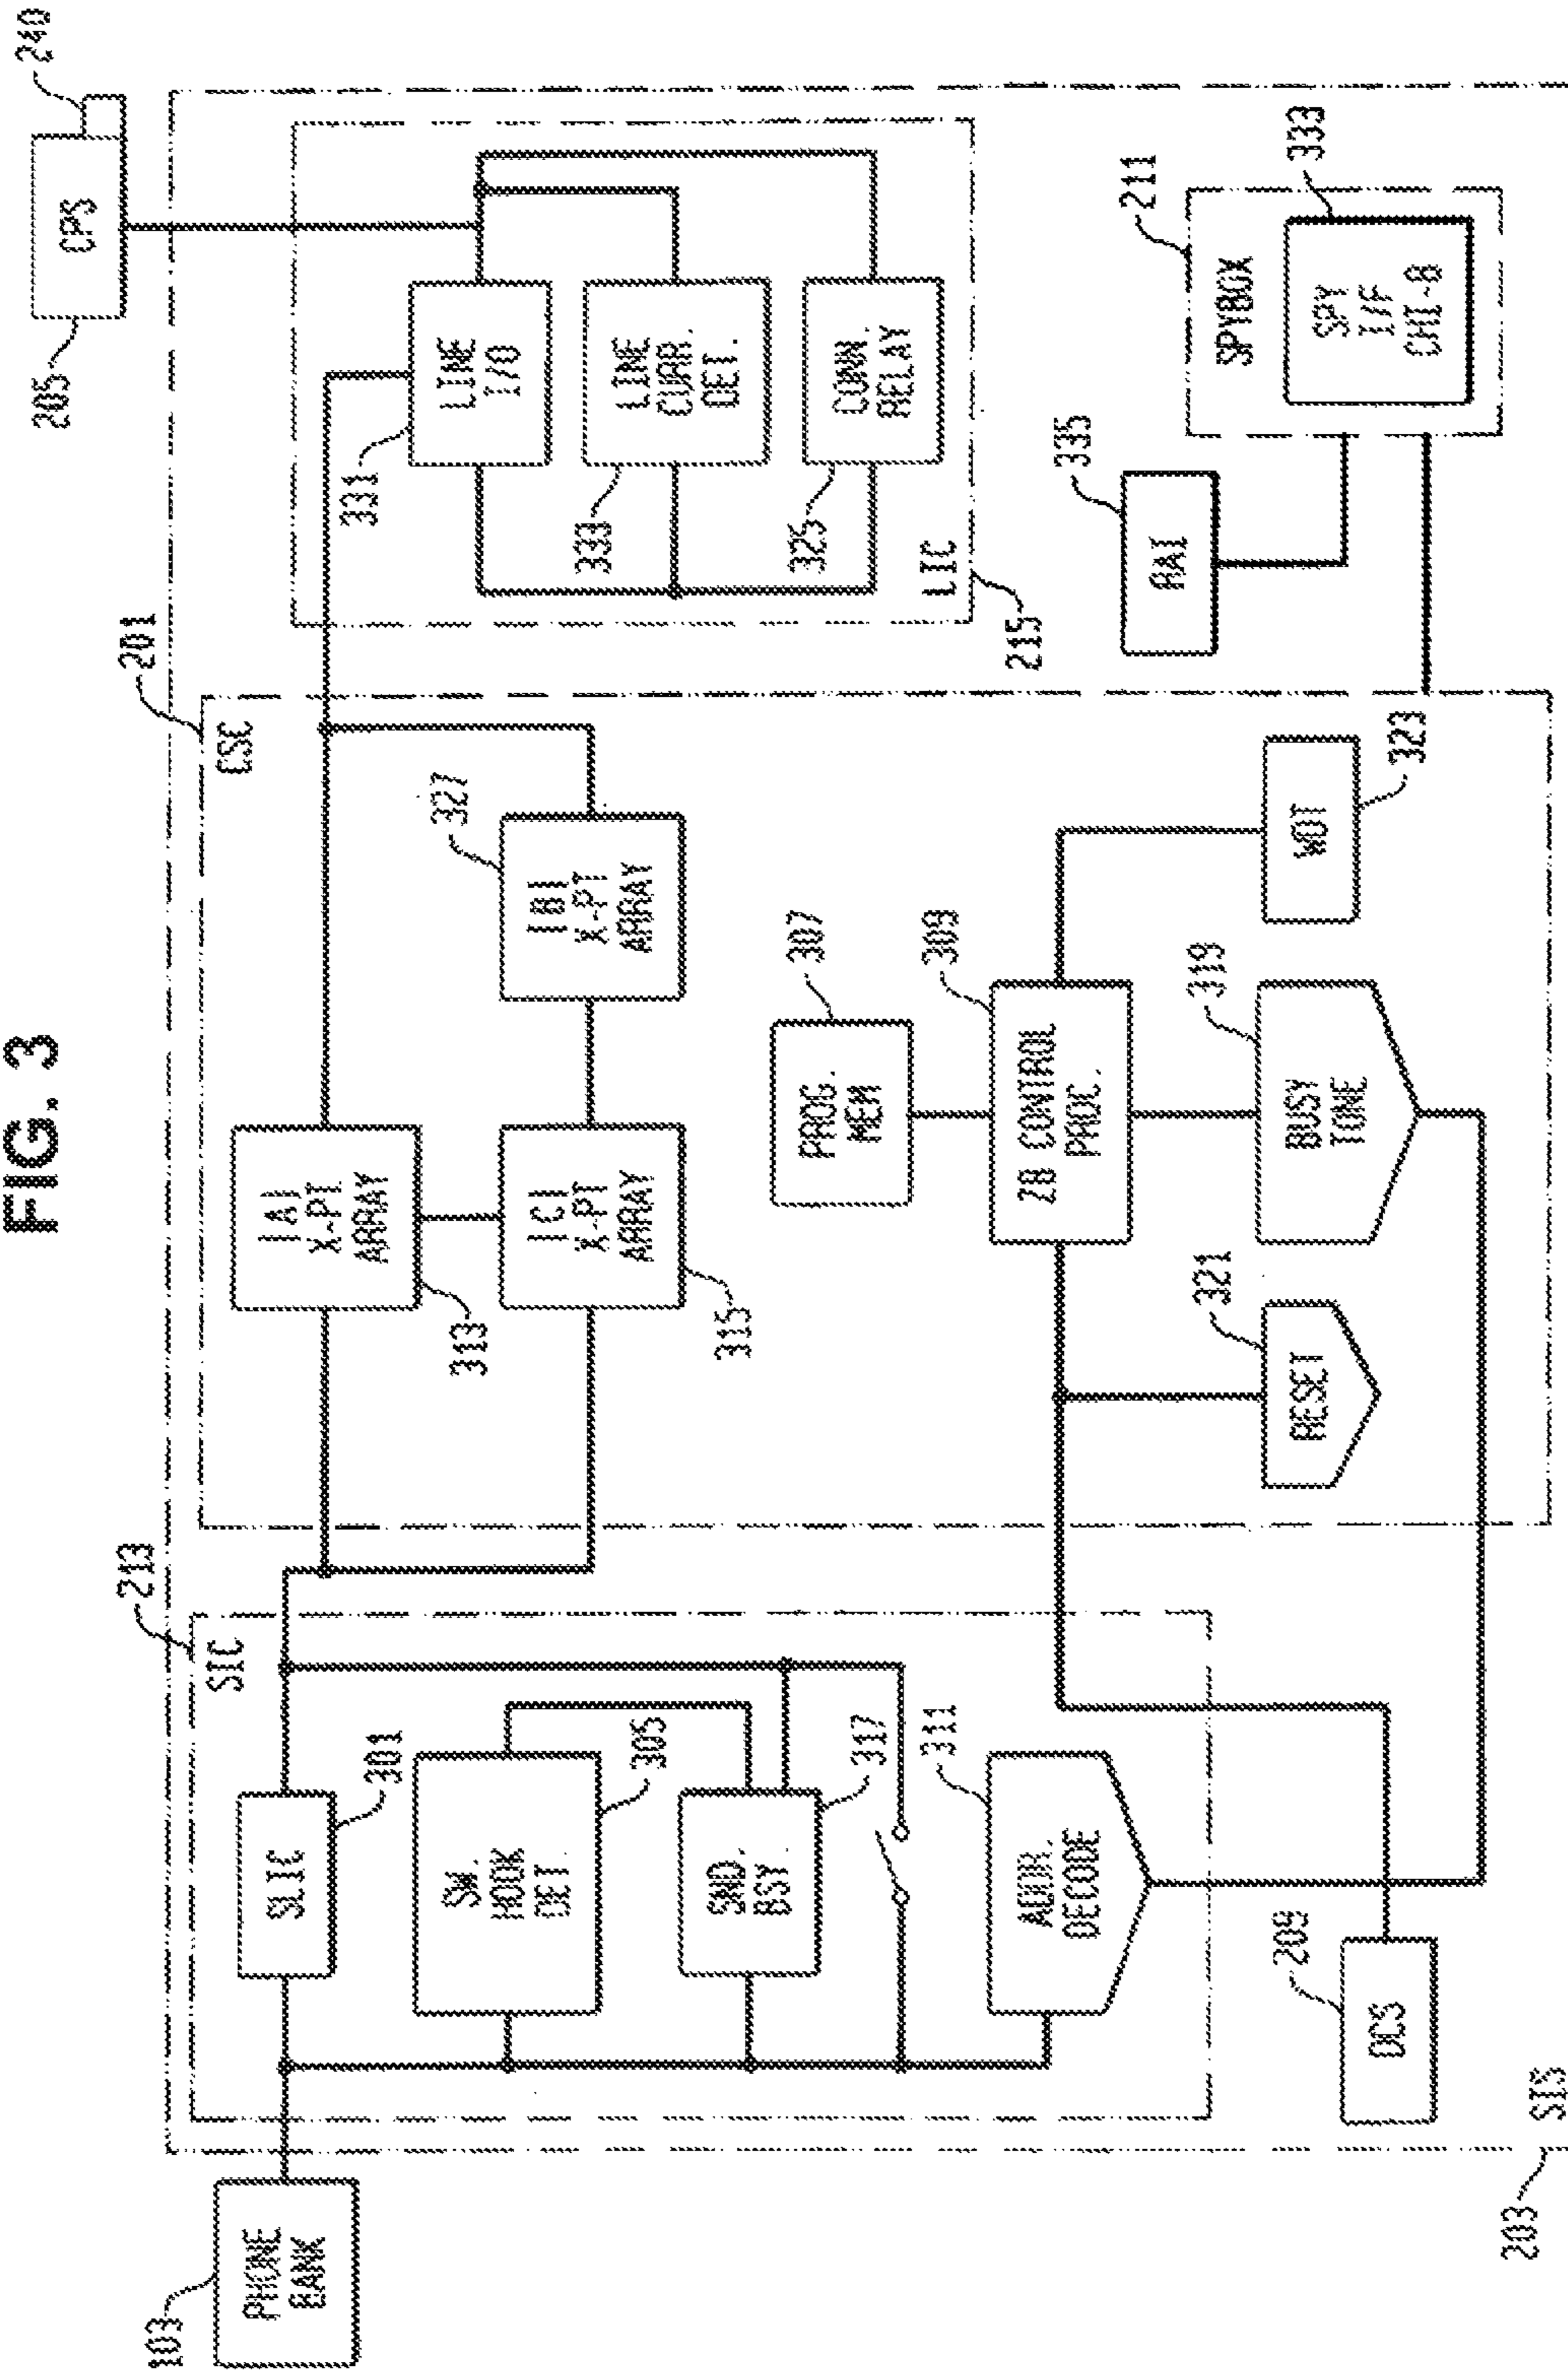 FIG. 3
103
PHONE
BANK
203
SIS
213
SIC
SLIC
301
SW.
HOOK
DET.
305
SND.
BSY.
317
311
ADDR.
DECODE
209
DCS
201
CSC
|A|
X-PT
ARRAY
313
|C|
X-PT
ARRAY
315
327
|B|
X-PT
ARRAY
307
PROG.
MEM
309
28 CONTROL
PROC.
321
RESET
319
BUSY
TONE
WDT
323
205
CPS
240
331
LINE
I/O
333
LINE
CURR.
DET.
325
CONN.
RELAY
LIC
215
335
RAI
211
SPYBOX
333
SPY
I/F
CHI-8